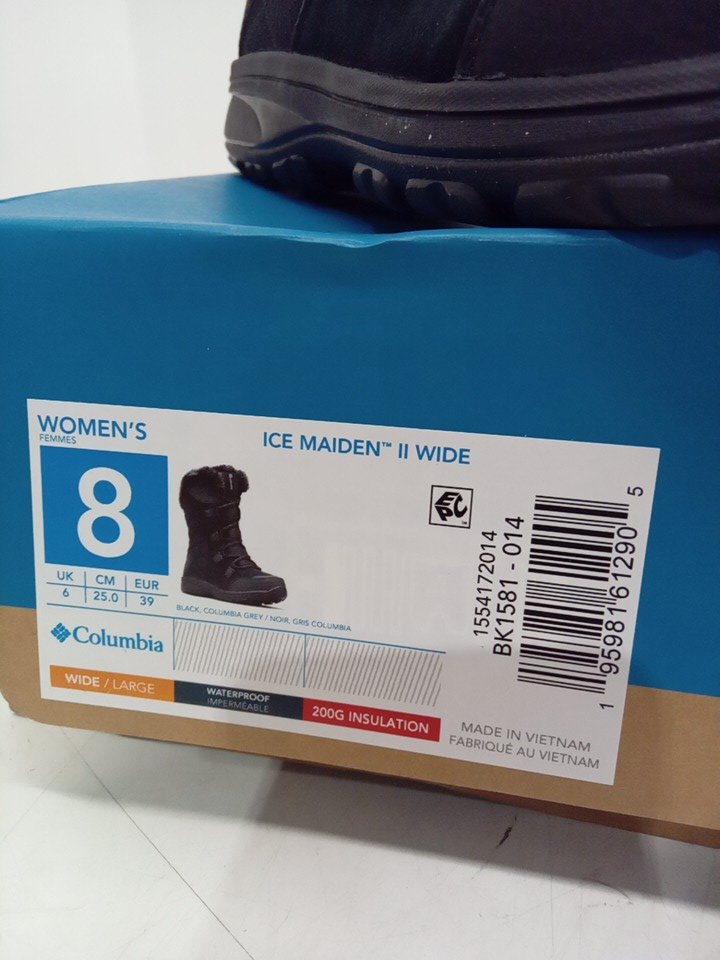 WOMEN'S
FEMMES
ICE MAIDEN™ II WIDE
8
EPC
UK CM EUR
6 25.0 39
BLACK, COLUMBIA GREY / NOIR, GRIS COLUMBIA
Columbia
WIDE / LARGE
WATERPROOF
IMPERMÉABLE
200G INSULATION
MADE IN VIETNAM
FABRIQUÉ AU VIETNAM
1554172014
BK1581 - 014
1 95981 61290 5